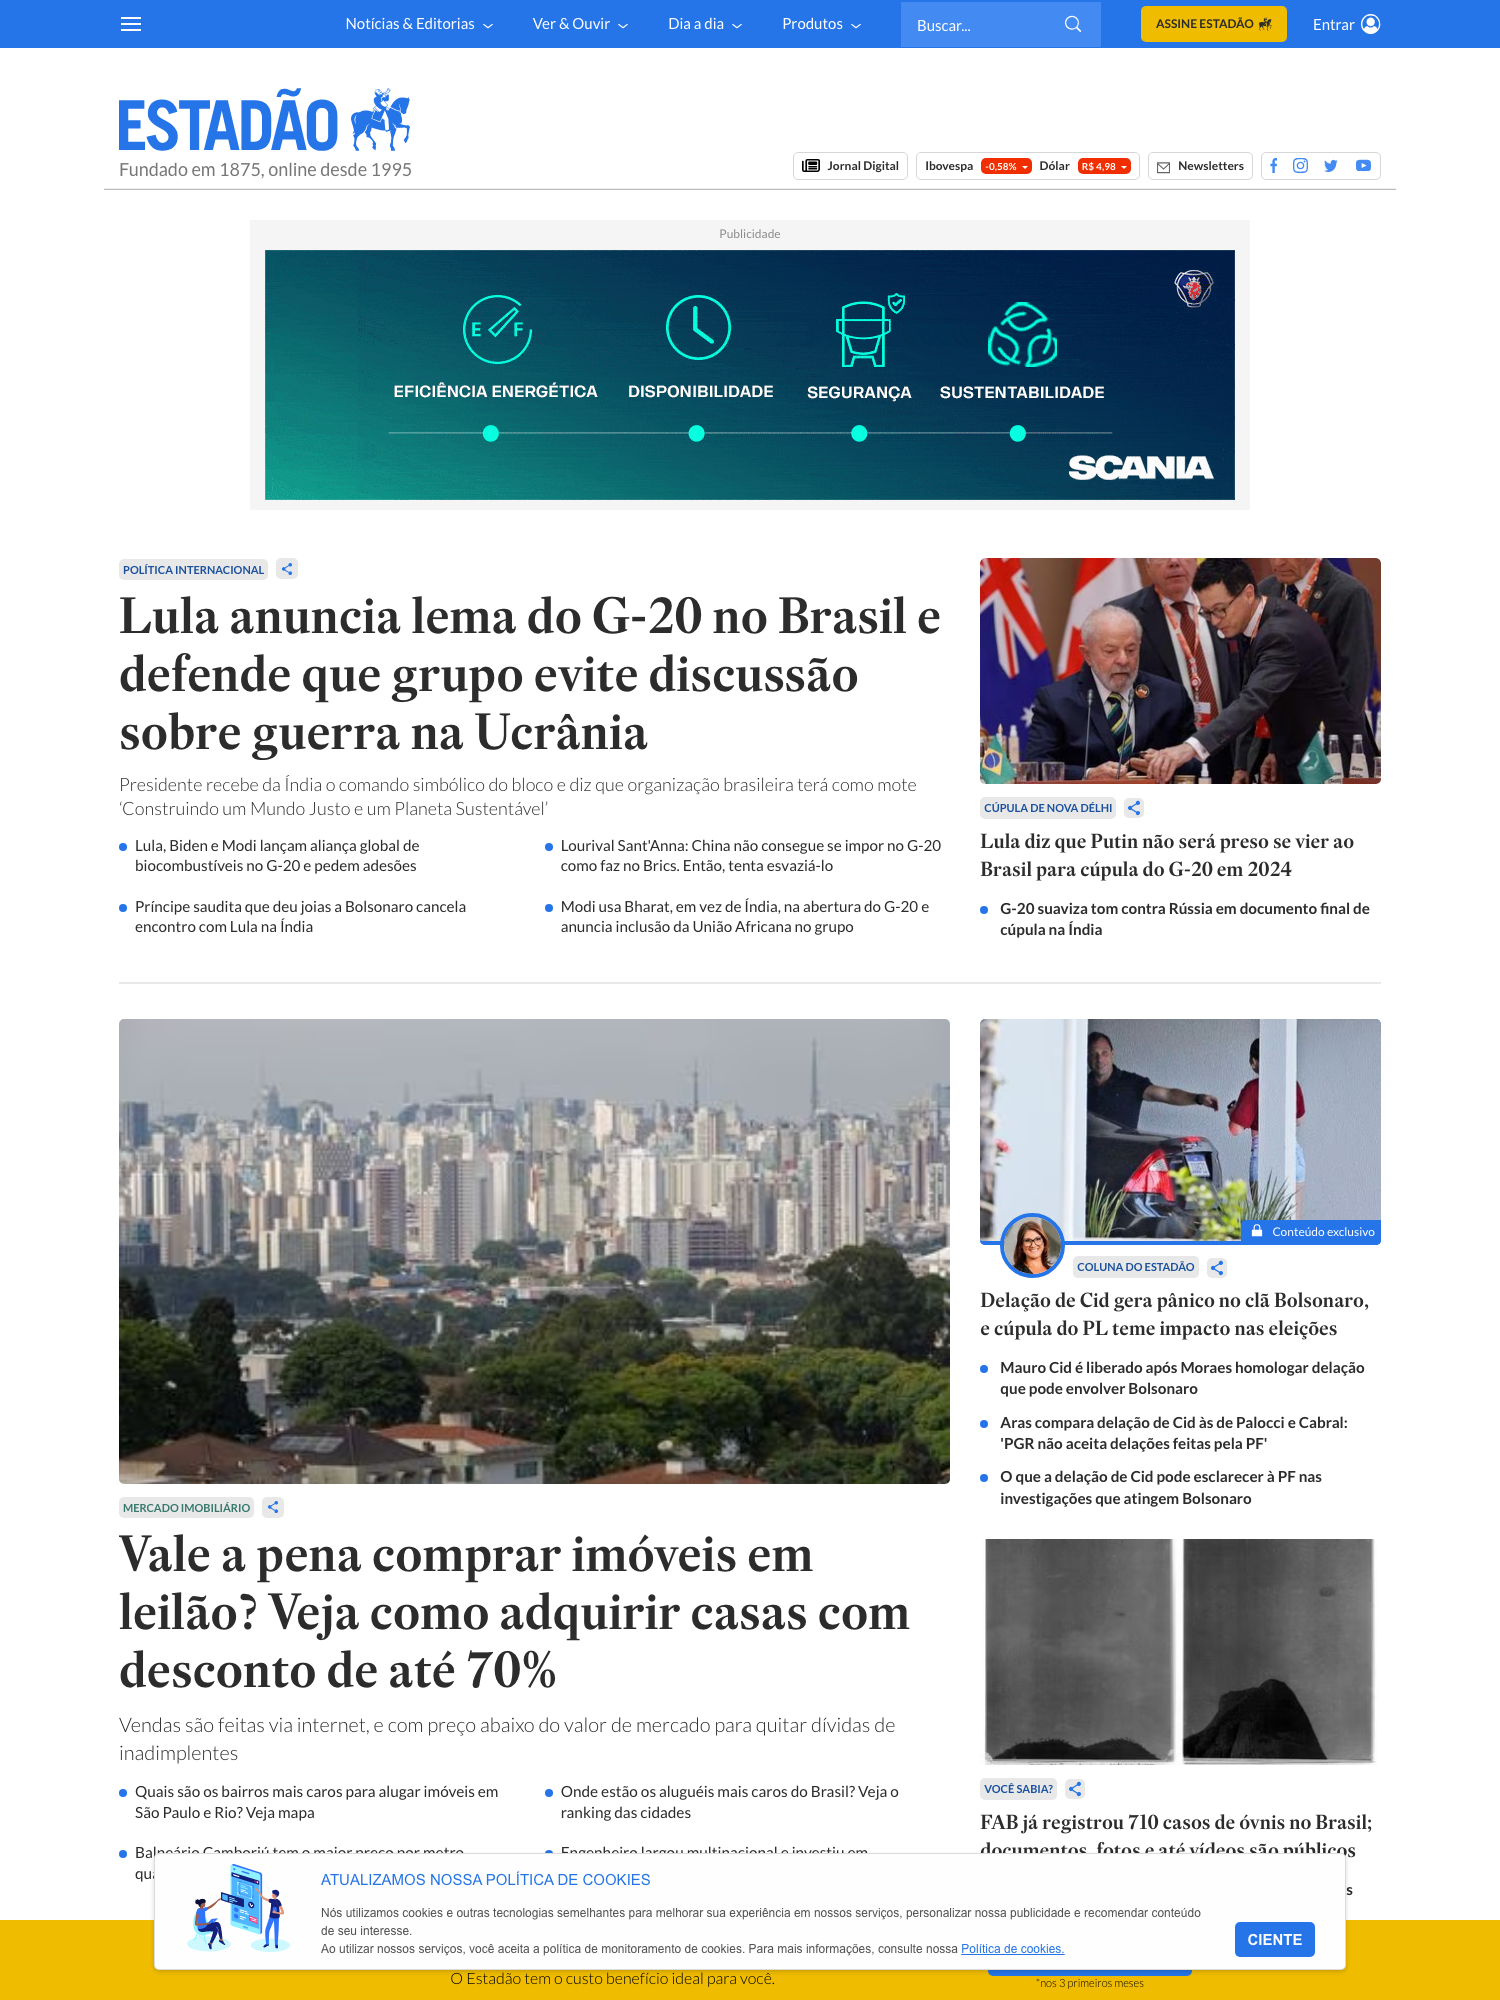 Notícias & Editorias
Ver & Ouvir
Dia a dia
Produtos
Buscar...
ASSINE ESTADÃO
Entrar
ESTADÃO
Fundado em 1875, online desde 1995
Jornal Digital
Ibovespa -0,58% Dólar R$ 4,98
Newsletters
Publicidade
E F
EFICIÊNCIA ENERGÉTICA
DISPONIBILIDADE
SEGURANÇA
SUSTENTABILIDADE
SCANIA
POLÍTICA INTERNACIONAL
Lula anuncia lema do G-20 no Brasil e
defende que grupo evite discussão
sobre guerra na Ucrânia
Presidente recebe da Índia o comando simbólico do bloco e diz que organização brasileira terá como mote
‘Construindo um Mundo Justo e um Planeta Sustentável’
Lula, Biden e Modi lançam aliança global de
biocombustíveis no G-20 e pedem adesões
Lourival Sant'Anna: China não consegue se impor no G-20
como faz no Brics. Então, tenta esvaziá-lo
Príncipe saudita que deu joias a Bolsonaro cancela
encontro com Lula na Índia
Modi usa Bharat, em vez de Índia, na abertura do G-20 e
anuncia inclusão da União Africana no grupo
CÚPULA DE NOVA DÉLHI
Lula diz que Putin não será preso se vier ao
Brasil para cúpula do G-20 em 2024
G-20 suaviza tom contra Rússia em documento final de
cúpula na Índia
Conteúdo exclusivo
COLUNA DO ESTADÃO
Delação de Cid gera pânico no clã Bolsonaro,
e cúpula do PL teme impacto nas eleições
Mauro Cid é liberado após Moraes homologar delação
que pode envolver Bolsonaro
Aras compara delação de Cid às de Palocci e Cabral:
'PGR não aceita delações feitas pela PF'
O que a delação de Cid pode esclarecer à PF nas
investigações que atingem Bolsonaro
MERCADO IMOBILIÁRIO
Vale a pena comprar imóveis em
leilão? Veja como adquirir casas com
desconto de até 70%
Vendas são feitas via internet, e com preço abaixo do valor de mercado para quitar dívidas de
inadimplentes
Quais são os bairros mais caros para alugar imóveis em
São Paulo e Rio? Veja mapa
Onde estão os aluguéis mais caros do Brasil? Veja o
ranking das cidades
Balneário Camboriú tem o maior preço por metro
Engenheiro largou multinacional e investiu em
VOCÊ SABIA?
FAB já registrou 710 casos de óvnis no Brasil;
documentos, fotos e até vídeos são públicos
ATUALIZAMOS NOSSA POLÍTICA DE COOKIES
Nós utilizamos cookies e outras tecnologias semelhantes para melhorar sua experiência em nossos serviços, personalizar nossa publicidade e recomendar conteúdo
de seu interesse.
Ao utilizar nossos serviços, você aceita a política de monitoramento de cookies. Para mais informações, consulte nossa Política de cookies.
CIENTE
O Estadão tem o custo benefício ideal para você.
*nos 3 primeiros meses